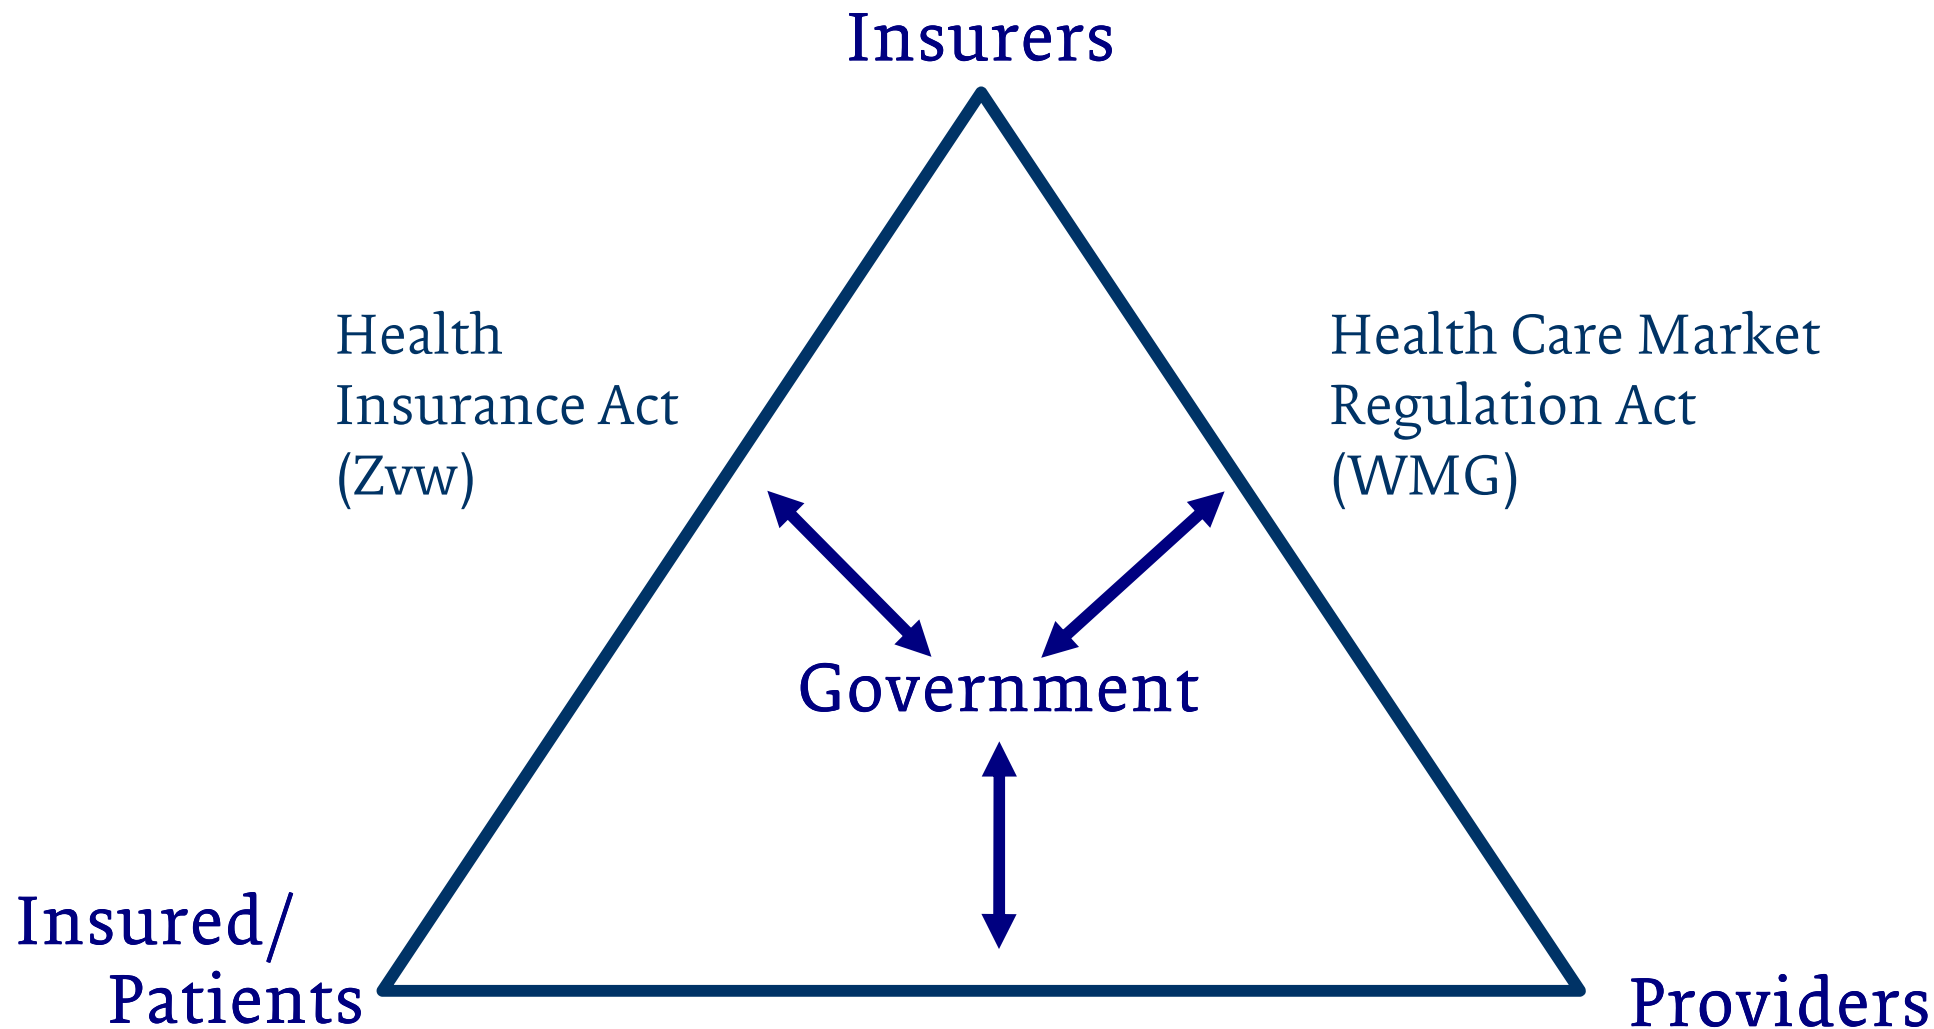 Insurers
Health
Insurance Act
(Zvw)
Health Care Market
Regulation Act
(WMG)
Government
Insured/
Patients
Providers